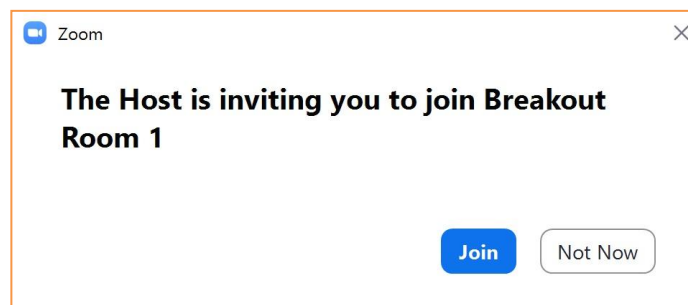 Zoom
The Host is inviting you to join Breakout
Room 1
Join
Not Now